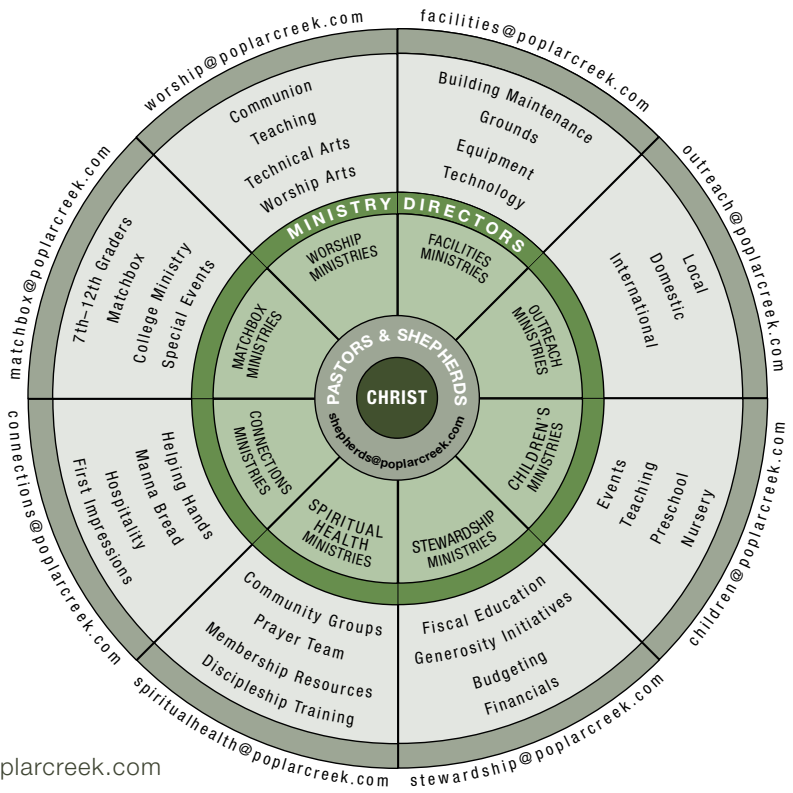 worship@poplarcreek.com
facilities@poplarcreek.com
outreach@poplarcreek.com
children@poplarcreek.com
stewardship@poplarcreek.com
spiritualhealth@poplarcreek.com
connections@poplarcreek.com
matchbox@poplarcreek.com
Communion
Teaching
Technical Arts
Worship Arts
Building Maintenance
Grounds
Equipment
Technology
Local
Domestic
International
Events
Teaching
Preschool
Nursery
Fiscal Education
Generosity Initiatives
Budgeting
Financials
Community Groups
Prayer Team
Membership Resources
Discipleship Training
Helping Hands
Manna Bread
Hospitality
First Impressions
7th–12th Graders
Matchbox
College Ministry
Special Events
MINISTRY DIRECTORS
WORSHIP
MINISTRIES
FACILITIES
MINISTRIES
OUTREACH
MINISTRIES
CHILDREN'S
MINISTRIES
STEWARDSHIP
MINISTRIES
SPIRITUAL
HEALTH
MINISTRIES
CONNECTIONS
MINISTRIES
MATCHBOX
MINISTRIES
PASTORS & SHEPHERDS
CHRIST
shepherds@poplarcreek.com
plarcreek.com